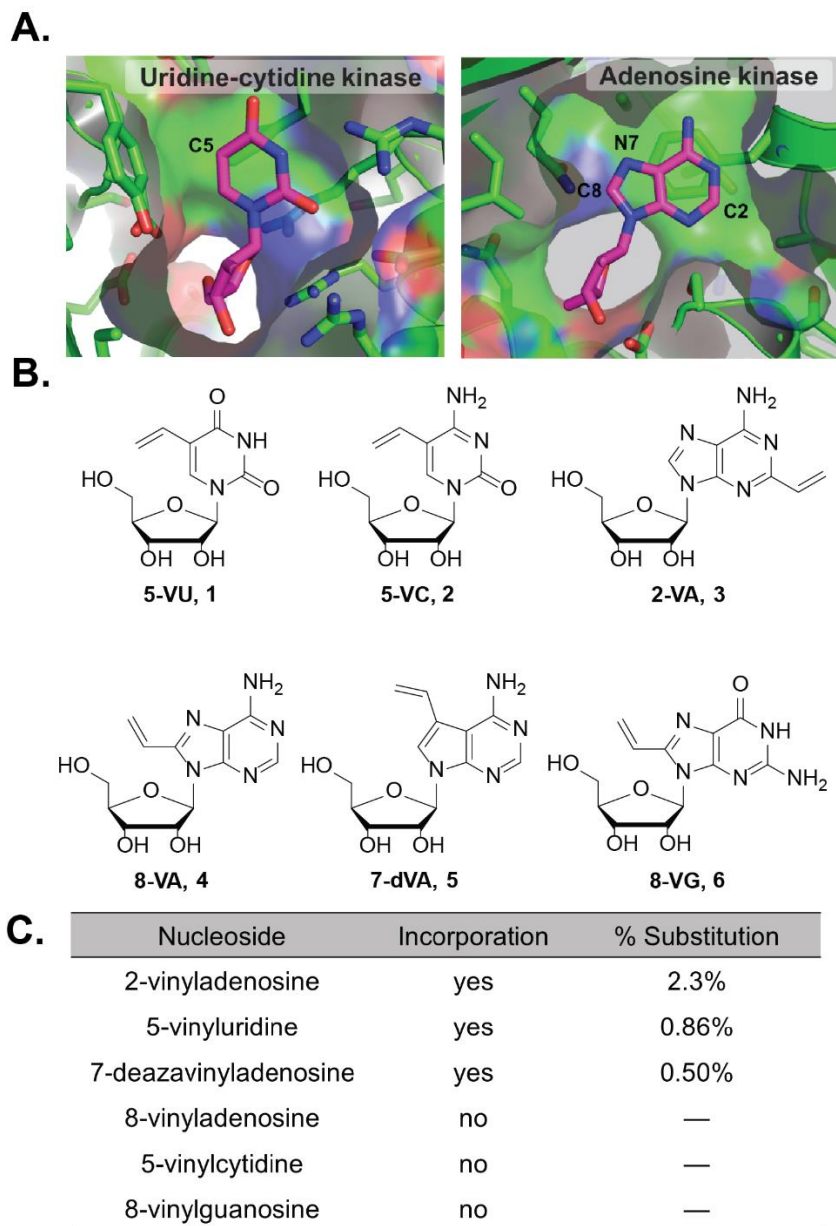 A.
Uridine-cytidine kinase
Adenosine kinase
C5
N7
C8
C2
B.
O
NH
N
O
HO
O
OH OH
5-VU, 1
NH2
N
N
O
HO
O
OH OH
5-VC, 2
NH2
N
N
N
N
HO
O
OH OH
2-VA, 3
NH2
N
N
N
N
HO
O
OH OH
8-VA, 4
NH2
N
N
N
HO
O
OH OH
7-dVA, 5
O
N
NH
N
N
NH2
HO
O
OH OH
8-VG, 6
C.
Nucleoside Incorporation % Substitution
2-vinyladenosine yes 2.3%
5-vinyluridine yes 0.86%
7-deazavinyladenosine yes 0.50%
8-vinyladenosine no —
5-vinylcytidine no —
8-vinylguanosine no —